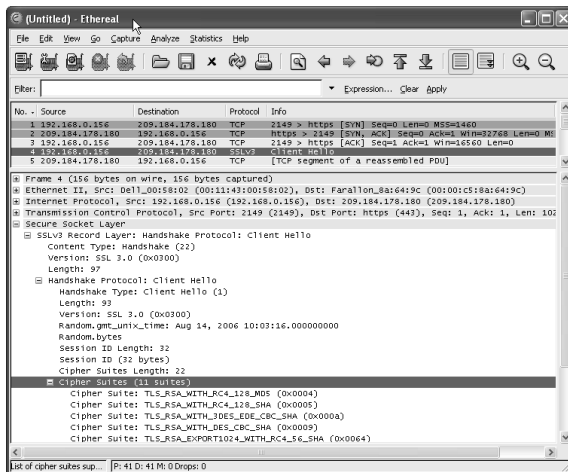 (Untitled) - Ethereal
File Edit View Go Capture Analyze Statistics Help
Filter: Expression... Clear Apply
No. - Source Destination Protocol Info
1 192.168.0.156 209.184.178.180 TCP 2149 > https [SYN] Seq=0 Len=0 MSS=1460
2 209.184.178.180 192.168.0.156 TCP https > 2149 [SYN, ACK] Seq=0 Ack=1 Win=32768 Len=0 MS
3 192.168.0.156 209.184.178.180 TCP 2149 > https [ACK] Seq=1 Ack=1 Win=16560 Len=0
4 192.168.0.156 209.184.178.180 SSLv3 Client Hello
5 209.184.178.180 192.168.0.156 TCP [TCP segment of a reassembled PDU]
Frame 4 (156 bytes on wire, 156 bytes captured)
Ethernet II, Src: Dell_00:58:02 (00:11:43:00:58:02), Dst: Farallon_8a:64:9c (00:00:c5:8a:64:9c)
Internet Protocol, Src: 192.168.0.156 (192.168.0.156), Dst: 209.184.178.180 (209.184.178.180)
Transmission Control Protocol, Src Port: 2149 (2149), Dst Port: https (443), Seq: 1, Ack: 1, Len: 102
Secure Socket Layer
SSLv3 Record Layer: Handshake Protocol: Client Hello
Content Type: Handshake (22)
Version: SSL 3.0 (0x0300)
Length: 97
Handshake Protocol: Client Hello
Handshake Type: Client Hello (1)
Length: 93
Version: SSL 3.0 (0x0300)
Random.gmt_unix_time: Aug 14, 2006 10:03:16.000000000
Random.bytes
Session ID Length: 32
Session ID (32 bytes)
Cipher Suites Length: 22
Cipher Suites (11 suites)
Cipher Suite: TLS_RSA_WITH_RC4_128_MD5 (0x0004)
Cipher Suite: TLS_RSA_WITH_RC4_128_SHA (0x0005)
Cipher Suite: TLS_RSA_WITH_3DES_EDE_CBC_SHA (0x000a)
Cipher Suite: TLS_RSA_WITH_DES_CBC_SHA (0x0009)
Cipher Suite: TLS_RSA_EXPORT1024_WITH_RC4_56_SHA (0x0064)
List of cipher suites sup... P: 41 D: 41 M: 0 Drops: 0